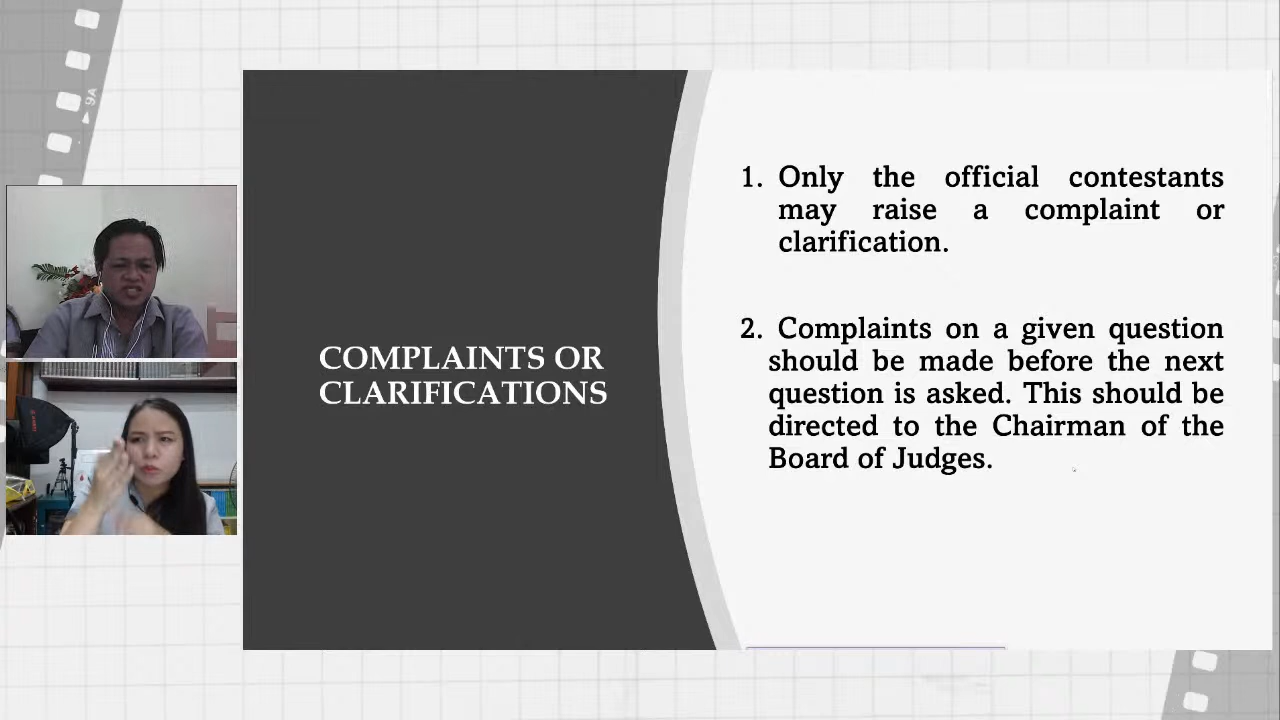 9A
COMPLAINTS OR
CLARIFICATIONS
1. Only the official contestants
may raise a complaint or
clarification.
2. Complaints on a given question
should be made before the next
question is asked. This should be
directed to the Chairman of the
Board of Judges.